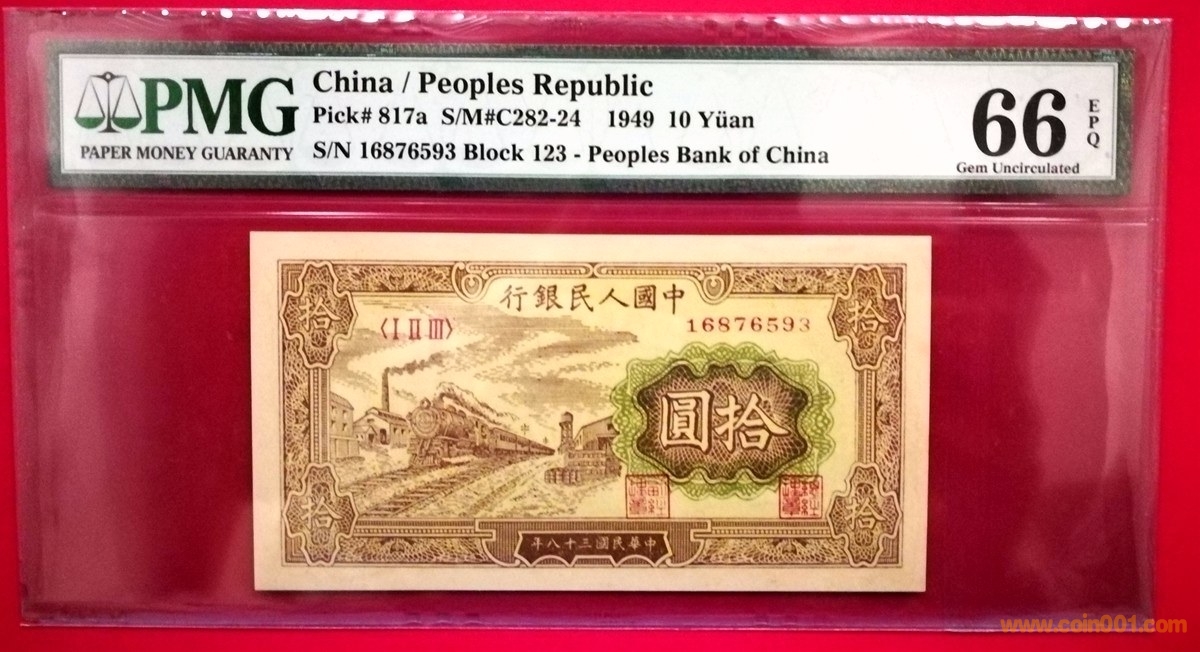 PMG
PAPER MONEY GUARANTY
China / Peoples Republic
Pick# 817a S/M#C282-24 1949 10 Yüan
S/N 16876593 Block 123 - Peoples Bank of China
66
EPQ
Gem Uncirculated
行銀民人國中
〈I II III〉
16876593
拾
拾
圓拾
拾
拾
年八十三國民華中
www.coin001.com